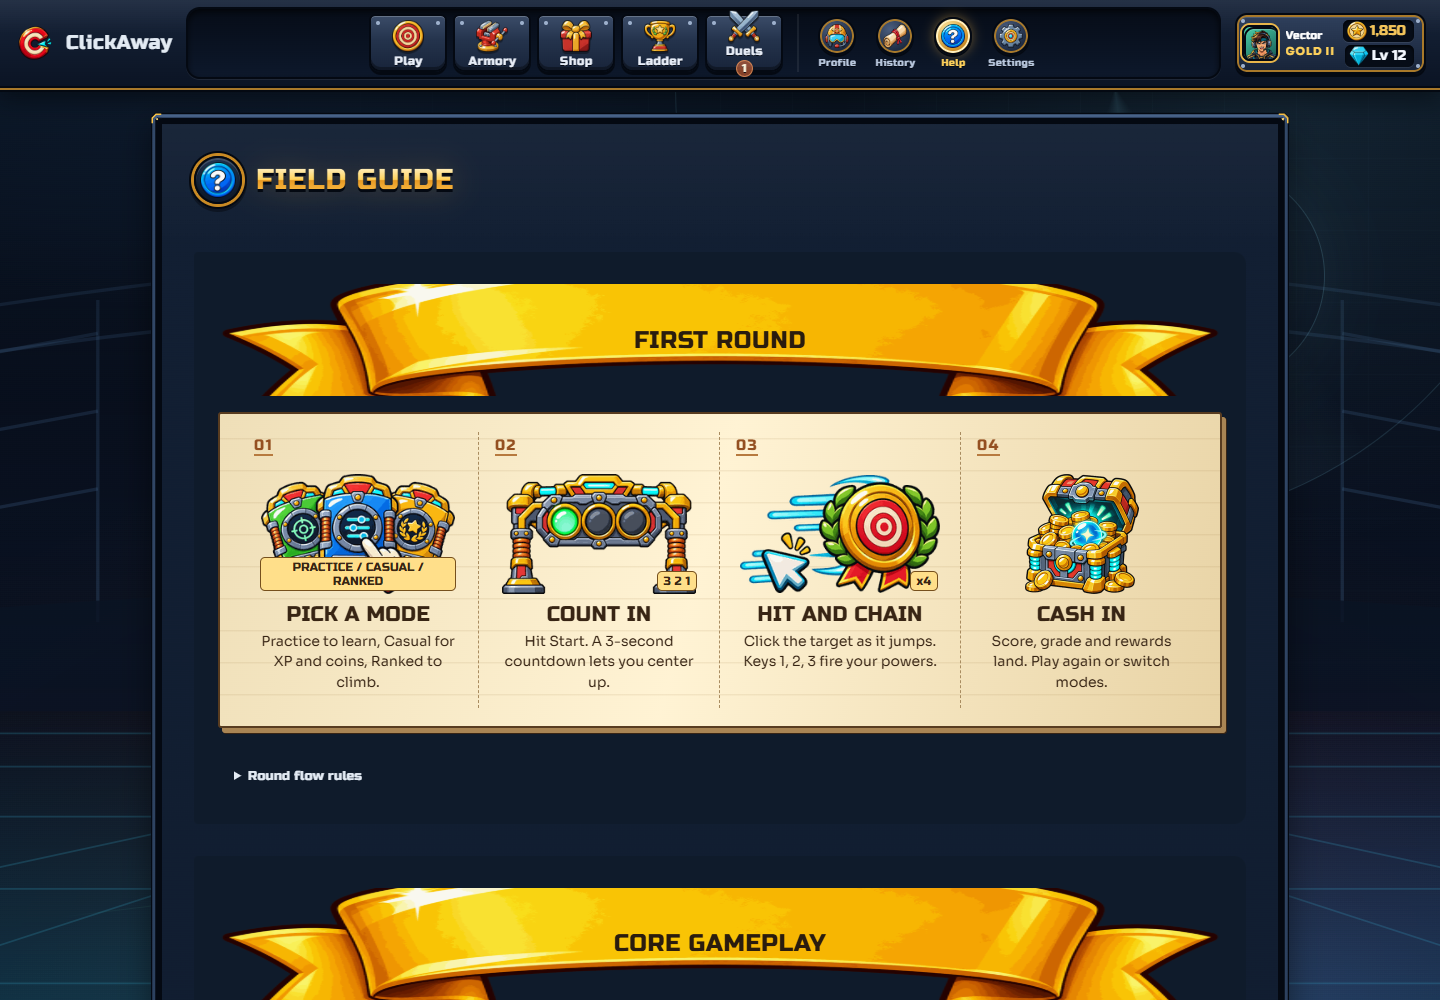 ClickAway
Play
Armory
Shop
Ladder
Duels
1
Profile
History
Help
Settings
Vector
GOLD II
1,850
Lv 12
FIELD GUIDE
FIRST ROUND
01
PRACTICE / CASUAL /
RANKED
PICK A MODE
Practice to learn, Casual for
XP and coins, Ranked to
climb.
02
3 2 1
COUNT IN
Hit Start. A 3-second
countdown lets you center
up.
03
x4
HIT AND CHAIN
Click the target as it jumps.
Keys 1, 2, 3 fire your powers.
04
CASH IN
Score, grade and rewards
land. Play again or switch
modes.
Round flow rules
CORE GAMEPLAY